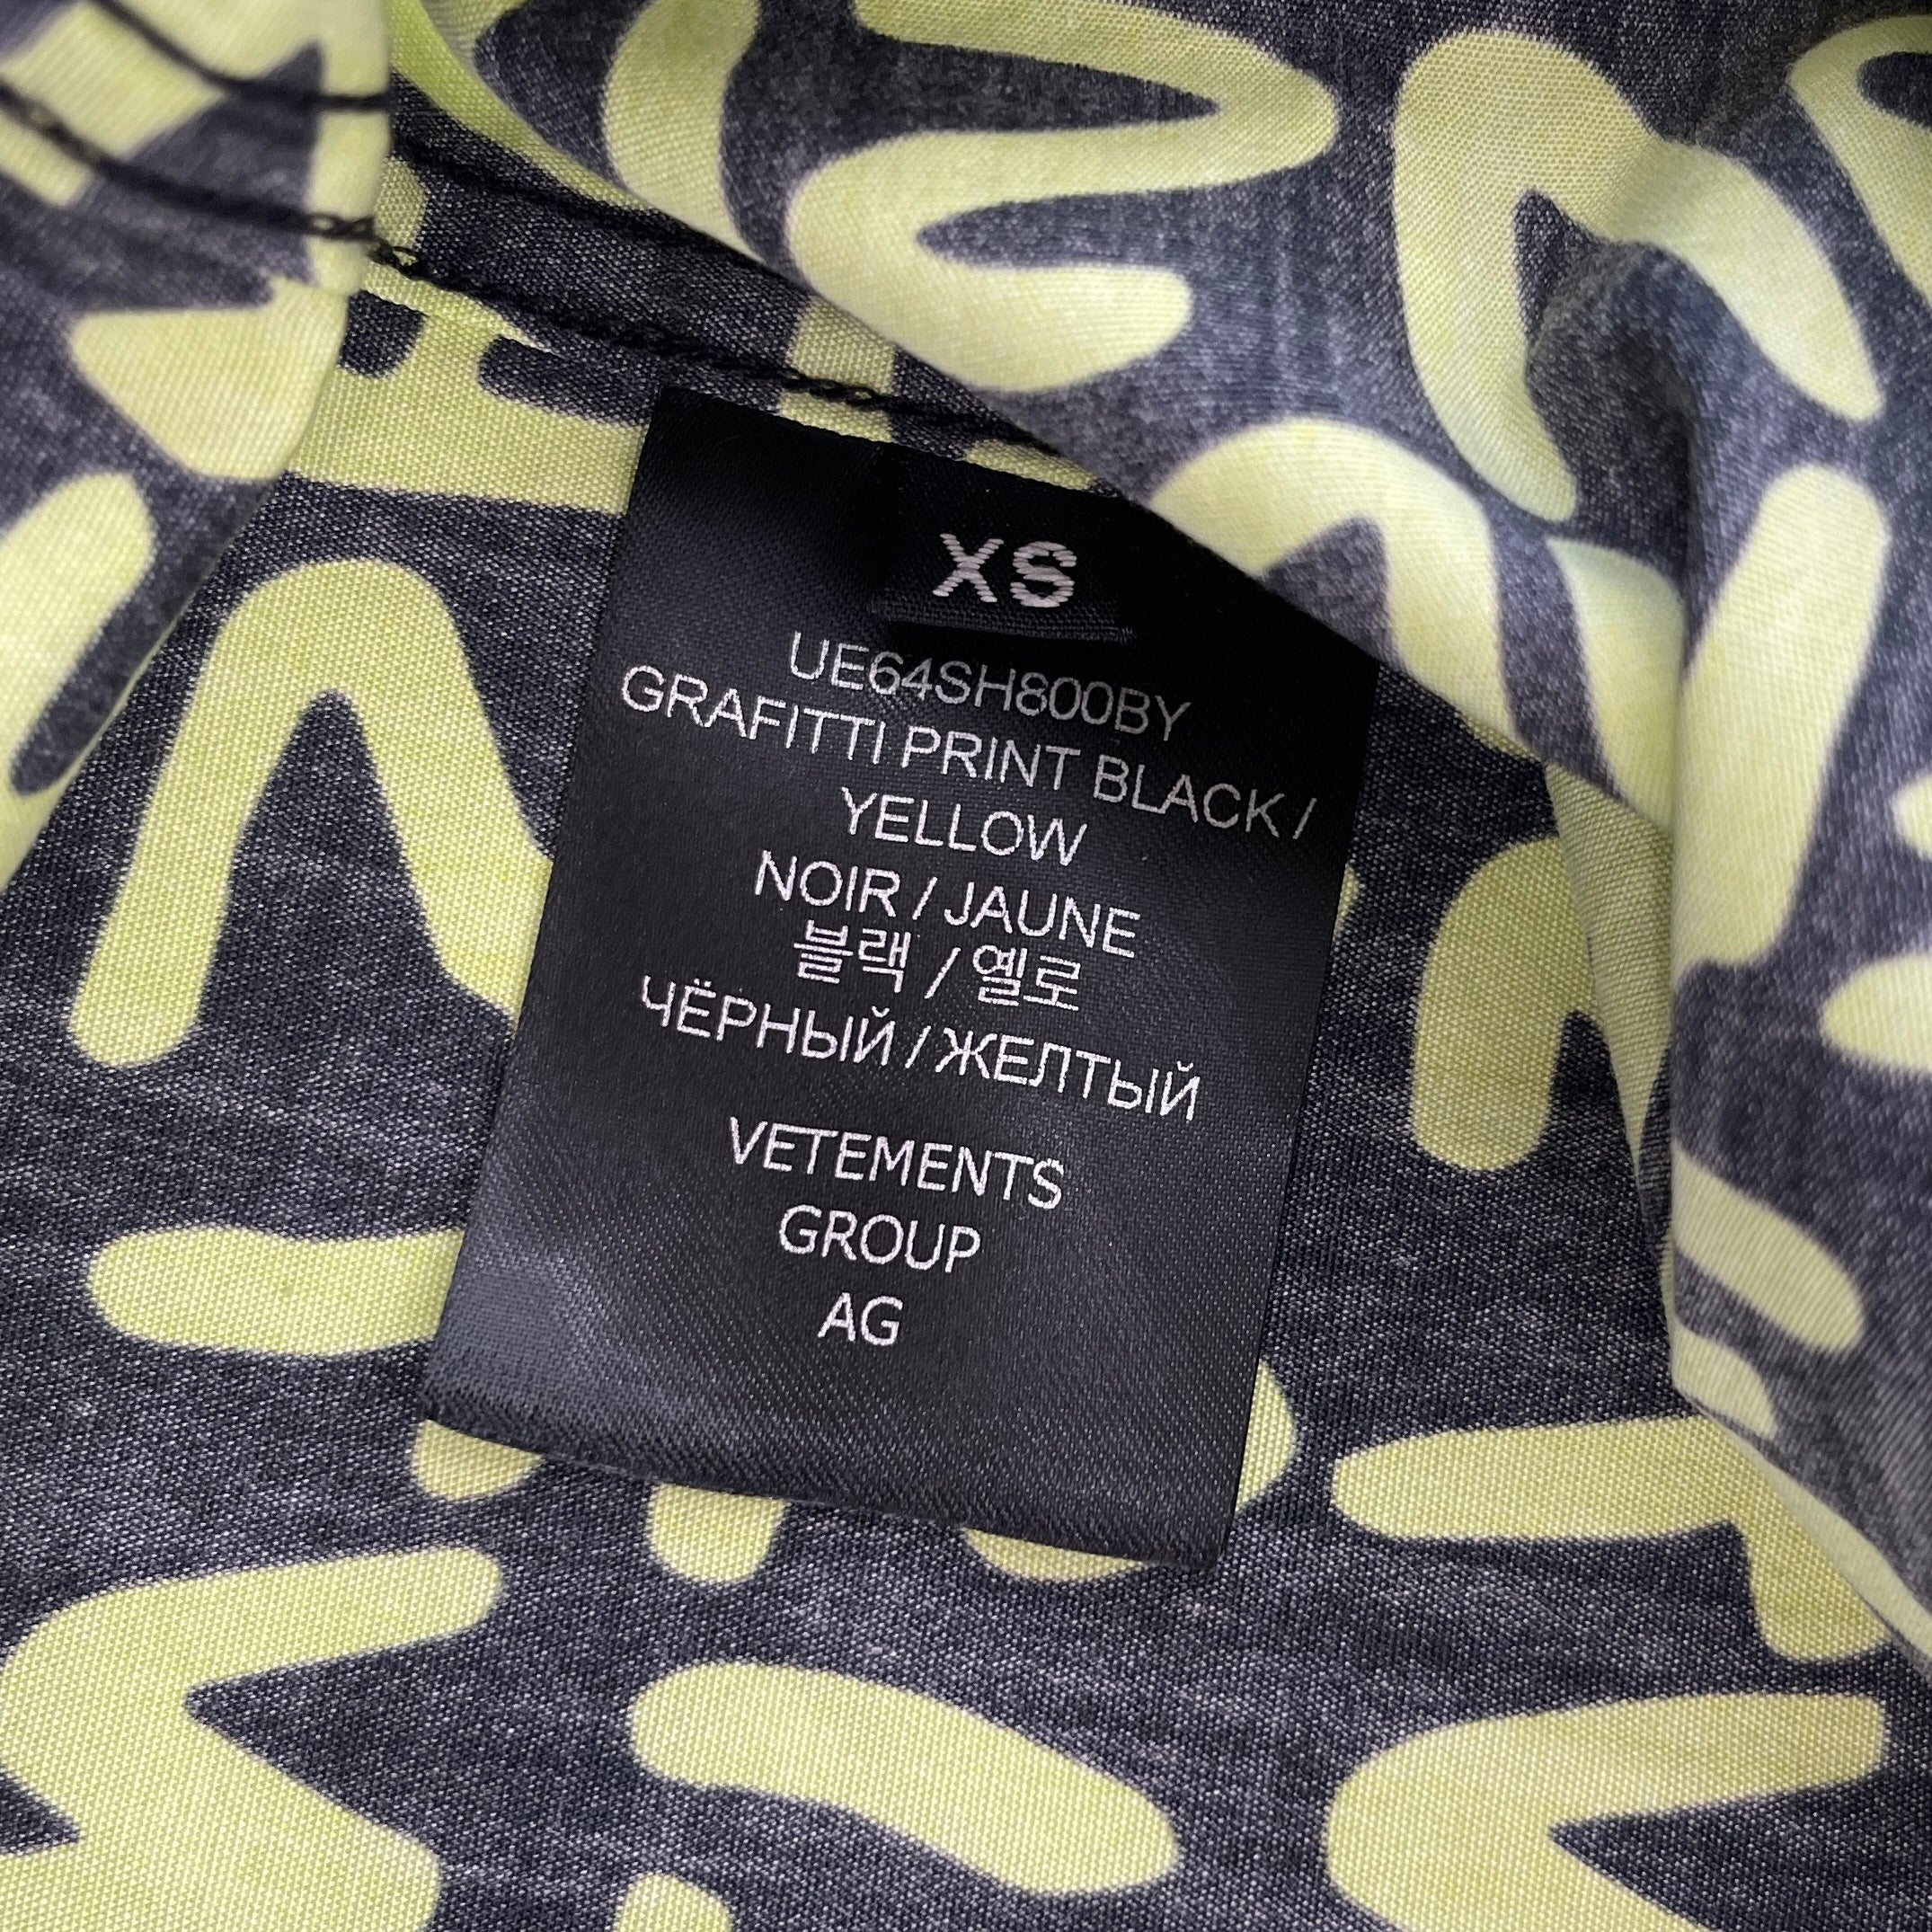 XS
UE64SH800BY
GRAFITTI PRINT BLACK /
YELLOW
NOIR / JAUNE
블랙 / 옐로
ЧЁРНЫЙ / ЖЕЛТЫЙ
VETEMENTS
GROUP
AG